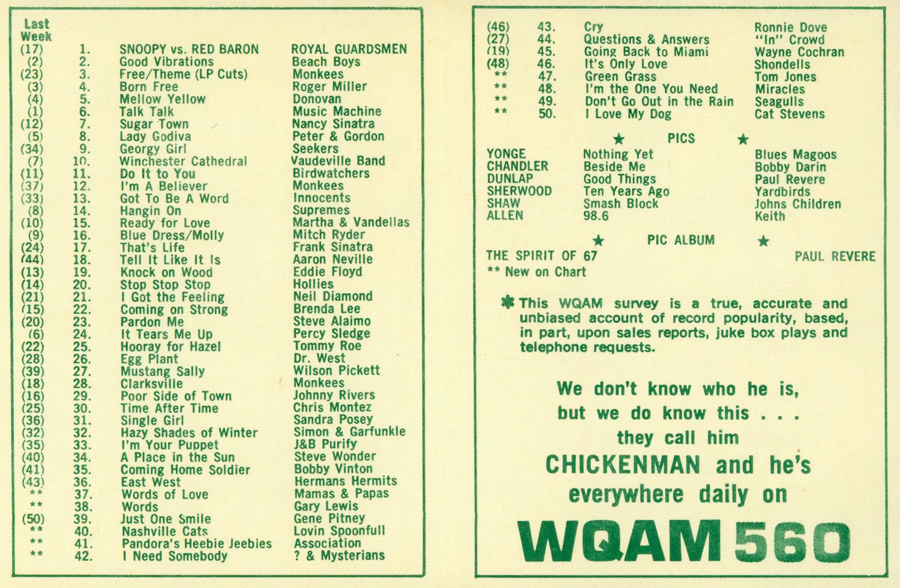 Last
Week
(17) 1. SNOOPY vs. RED BARON ROYAL GUARDSMEN
(2) 2. Good Vibrations Beach Boys
(23) 3. Free/Theme (LP Cuts) Monkees
(3) 4. Born Free Roger Miller
(4) 5. Mellow Yellow Donovan
(1) 6. Talk Talk Music Machine
(12) 7. Sugar Town Nancy Sinatra
(5) 8. Lady Godiva Peter & Gordon
(34) 9. Georgy Girl Seekers
(7) 10. Winchester Cathedral Vaudeville Band
(11) 11. Do It to You Birdwatchers
(37) 12. I'm A Believer Monkees
(33) 13. Got To Be A Word Innocents
(8) 14. Hangin On Supremes
(10) 15. Ready for Love Martha & Vandellas
(9) 16. Blue Dress/Molly Mitch Ryder
(24) 17. That's Life Frank Sinatra
(44) 18. Tell It Like It Is Aaron Neville
(13) 19. Knock on Wood Eddie Floyd
(14) 20. Stop Stop Stop Hollies
(21) 21. I Got the Feeling Neil Diamond
(15) 22. Coming on Strong Brenda Lee
(20) 23. Pardon Me Steve Alaimo
(6) 24. It Tears Me Up Percy Sledge
(22) 25. Hooray for Hazel Tommy Roe
(28) 26. Egg Plant Dr. West
(39) 27. Mustang Sally Wilson Pickett
(18) 28. Clarksville Monkees
(16) 29. Poor Side of Town Johnny Rivers
(25) 30. Time After Time Chris Montez
(36) 31. Single Girl Sandra Posey
(32) 32. Hazy Shades of Winter Simon & Garfunkle
(35) 33. I'm Your Puppet J&B Purify
(40) 34. A Place in the Sun Steve Wonder
(41) 35. Coming Home Soldier Bobby Vinton
(43) 36. East West Hermans Hermits
** 37. Words of Love Mamas & Papas
** 38. Words Gary Lewis
(50) 39. Just One Smile Gene Pitney
** 40. Nashville Cats Lovin Spoonfull
** 41. Pandora's Heebie Jeebies Association
** 42. I Need Somebody ? & Mysterians
(46) 43. Cry Ronnie Dove
(27) 44. Questions & Answers "In" Crowd
(19) 45. Going Back to Miami Wayne Cochran
(48) 46. It's Only Love Shondells
** 47. Green Grass Tom Jones
** 48. I'm the One You Need Miracles
** 49. Don't Go Out in the Rain Seagulls
** 50. I Love My Dog Cat Stevens
★ PICS ★
YONGE Nothing Yet Blues Magoos
CHANDLER Beside Me Bobby Darin
DUNLAP Good Things Paul Revere
SHERWOOD Ten Years Ago Yardbirds
SHAW Smash Block Johns Children
ALLEN 98.6 Keith
★ PIC ALBUM ★
THE SPIRIT OF 67 PAUL REVERE
** New on Chart
✱ This WQAM survey is a true, accurate and
unbiased account of record popularity, based,
in part, upon sales reports, juke box plays and
telephone requests.
We don't know who he is,
but we do know this . . .
they call him
CHICKENMAN and he's
everywhere daily on
WQAM 560